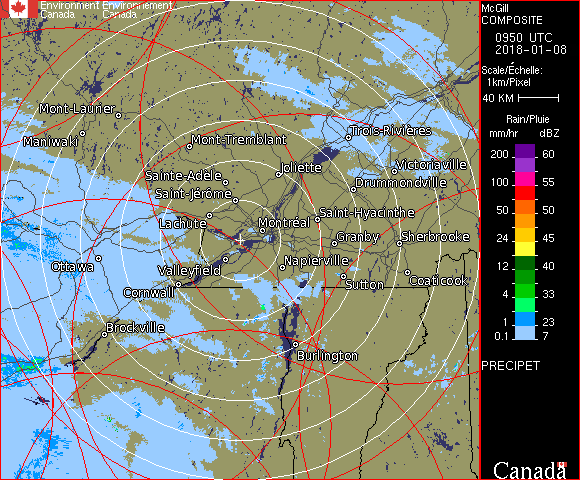 Environment Environnement
Canada Canada
McGill
COMPOSITE
0950 UTC
2018-01-08
Scale/Échelle:
1km/Pixel
40 KM
Rain/Pluie
mm/hr dBZ
200 60
150 55
100 55
50 50
24 45
12 40
4 33
1 23
0.1 7
PRECIPET
Canada
Mont-Laurier
Maniwaki
Mont-Tremblant
Trois-Rivières
Sainte-Adèle
Joliette
Victoriaville
Saint-Jérôme
Drummondville
Lachute
Montréal
Saint-Hyacinthe
Granby
Sherbrooke
Ottawa
Valleyfield
Napierville
Cornwall
Sutton
Coaticook
Brockville
Burlington